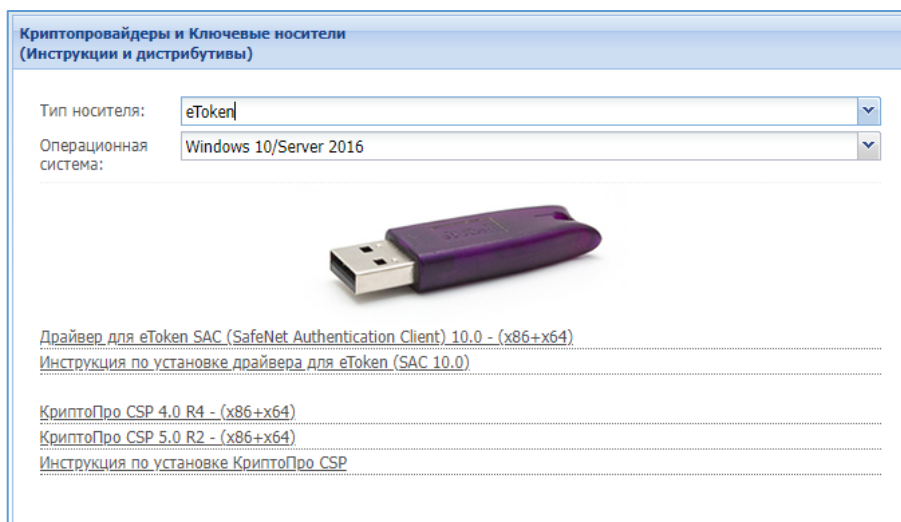 Криптопровайдеры и Ключевые носители
(Инструкции и дистрибутивы)
Тип носителя:
eToken
Операционная
система:
Windows 10/Server 2016
Драйвер для eToken SAC (SafeNet Authentication Client) 10.0 - (x86+x64)
Инструкция по установке драйвера для eToken (SAC 10.0)
КриптоПро CSP 4.0 R4 - (x86+x64)
КриптоПро CSP 5.0 R2 - (x86+x64)
Инструкция по установке КриптоПро CSP